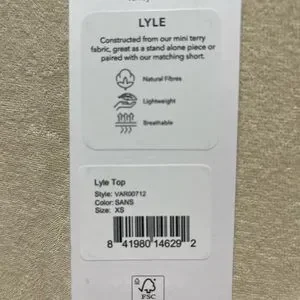 LYLE
Constructed from our mini terry
fabric, great as a stand alone piece or
paired with our matching short.
Natural Fibres
Lightweight
Breathable
Lyle Top
Style: VAR00712
Color: SANS
Size: XS
8 41980 14629 2
FSC